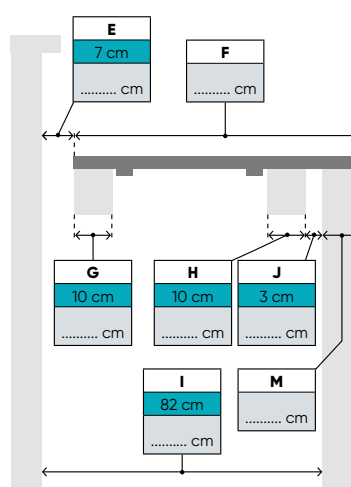 E
7 cm
.......... cm
F
.......... cm
G
10 cm
.......... cm
H
10 cm
.......... cm
J
3 cm
.......... cm
I
82 cm
.......... cm
M
.......... cm